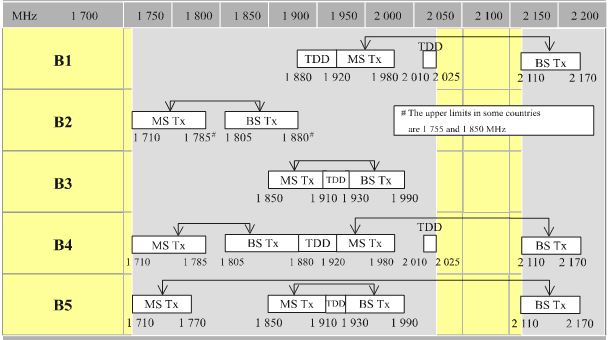 MHz 1 700 1 750 1 800 1 850 1 900 1 950 2 000 2 050 2 100 2 150 2 200
TDD
B1 TDD MS Tx BS Tx
1 880 1 920 1 980 2 010 2 025 2 110 2 170
B2 MS Tx BS Tx
1 710 1 785# 1 805 1 880#
# The upper limits in some countries
are 1 755 and 1 850 MHz
B3 MS Tx TDD BS Tx
1 850 1 910 1 930 1 990
TDD
B4 MS Tx BS Tx TDD MS Tx BS Tx
1 710 1 785 1 805 1 880 1 920 1 980 2 010 2 025 2 110 2 170
B5 MS Tx MS Tx TDD BS Tx BS Tx
1 710 1 770 1 850 1 910 1 930 1 990 2 110 2 170